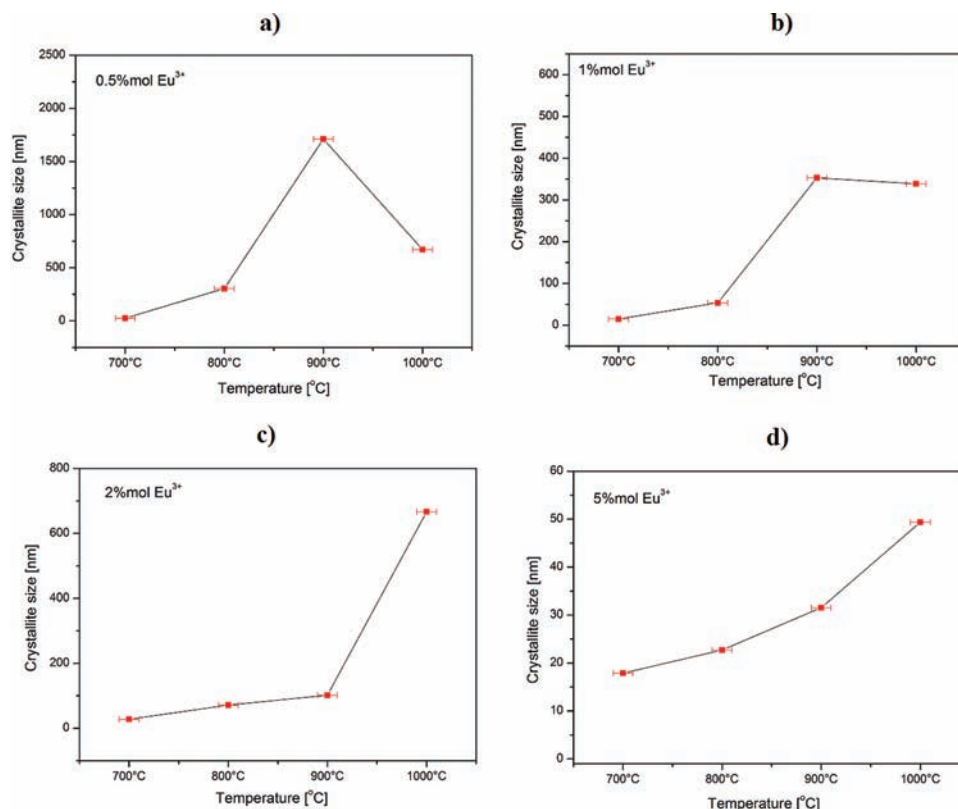 a)
2500
2000
1500
1000
500
0
Crystallite size [nm]
0.5%mol Eu³⁺
700°C 800°C 900°C 1000°C
Temperature [°C]
b)
600
500
400
300
200
100
0
Crystallite size [nm]
1%mol Eu³⁺
700°C 800°C 900°C 1000°C
Temperature [°C]
c)
800
600
400
200
0
Crystallite size [nm]
2%mol Eu³⁺
700°C 800°C 900°C 1000°C
Temperature [°C]
d)
60
50
40
30
20
10
0
Crystallite size [nm]
5%mol Eu³⁺
700°C 800°C 900°C 1000°C
Temperature [°C]